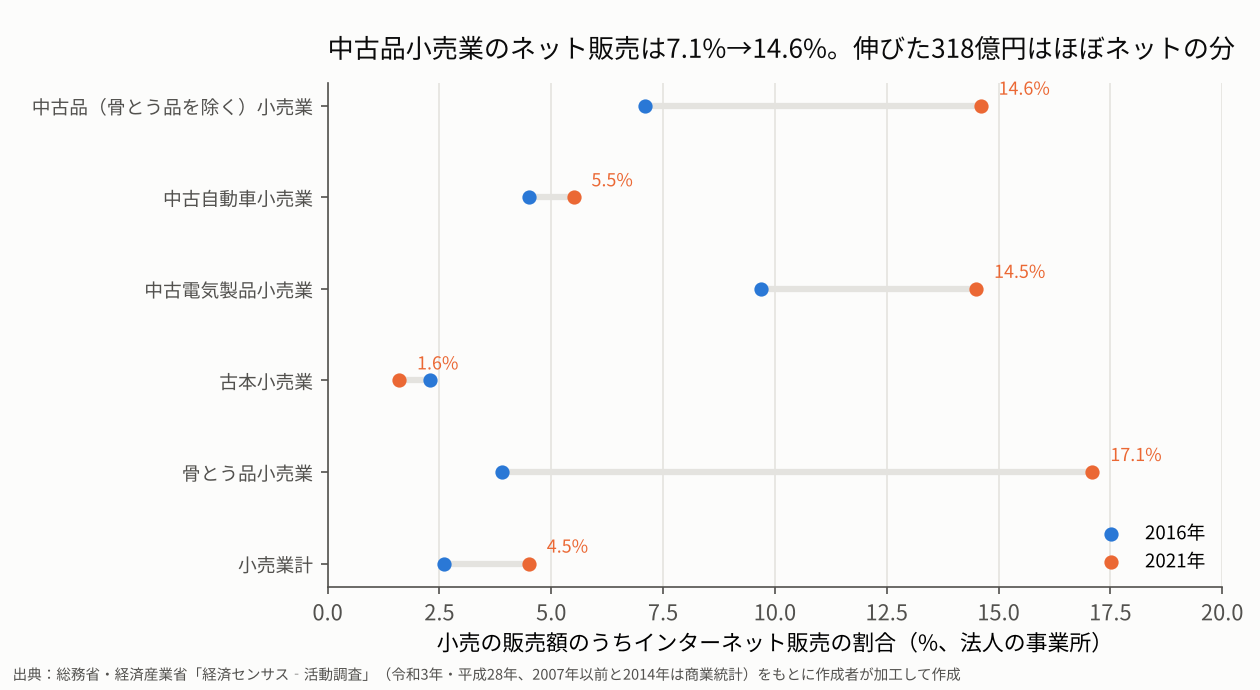 中古品小売業のネット販売は7.1%→14.6%。伸びた318億円はほぼネットの分
中古品（骨とう品を除く）小売業
14.6%
中古自動車小売業
5.5%
中古電気製品小売業
14.5%
古本小売業
1.6%
骨とう品小売業
17.1%
小売業計
4.5%
2016年
2021年
0.0 2.5 5.0 7.5 10.0 12.5 15.0 17.5 20.0
小売の販売額のうちインターネット販売の割合（%、法人の事業所）
出典：総務省・経済産業省「経済センサス‐活動調査」（令和3年・平成28年、2007年以前と2014年は商業統計）をもとに作成者が加工して作成